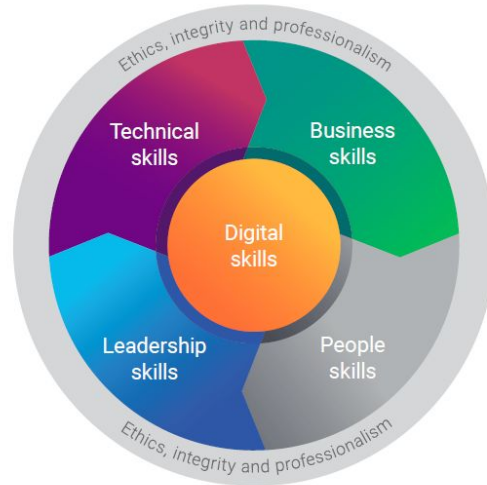 Ethics, integrity and professionalism
Technical
skills
Business
skills
Digital
skills
Leadership
skills
People
skills
Ethics, integrity and professionalism